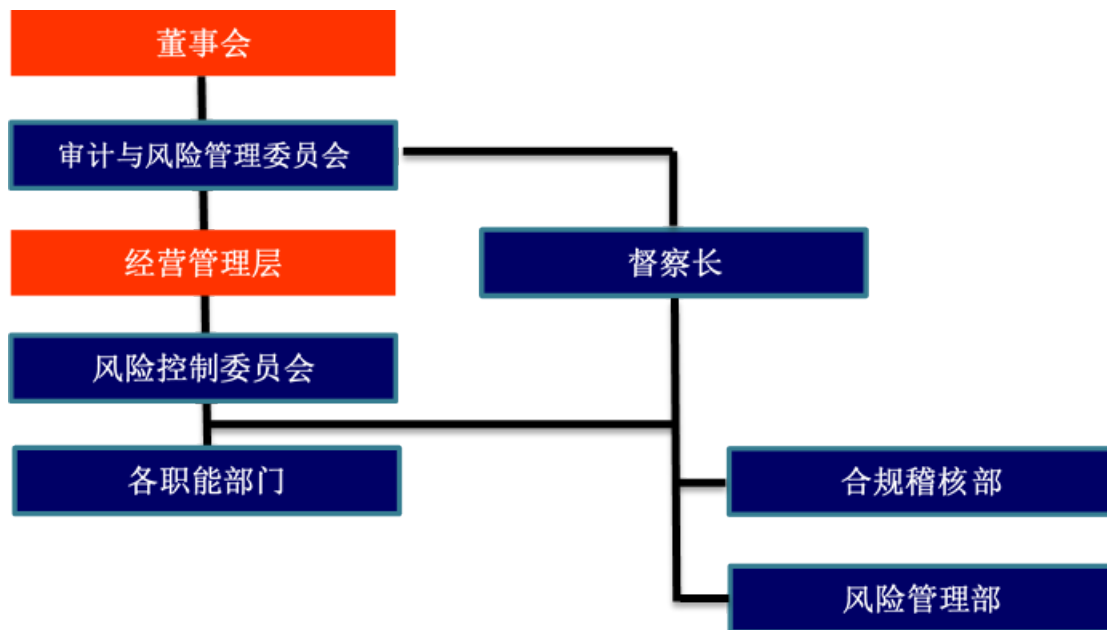 董事会
审计与风险管理委员会
经营管理层
督察长
风险控制委员会
各职能部门
合规稽核部
风险管理部